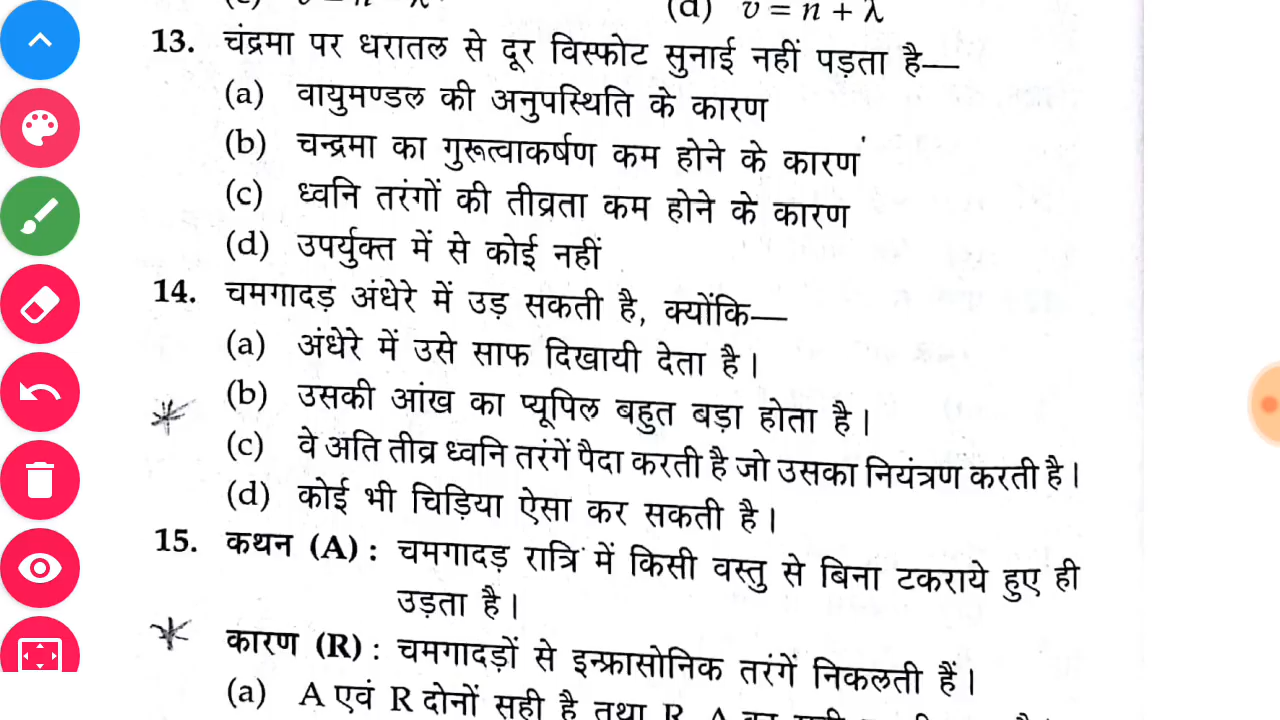 (d) v = n + λ
13. चंद्रमा पर धरातल से दूर विस्फोट सुनाई नहीं पड़ता है—
(a) वायुमण्डल की अनुपस्थिति के कारण
(b) चन्द्रमा का गुरूत्वाकर्षण कम होने के कारण
(c) ध्वनि तरंगों की तीव्रता कम होने के कारण
(d) उपर्युक्त में से कोई नहीं
14. चमगादड़ अंधेरे में उड़ सकती है, क्योंकि—
(a) अंधेरे में उसे साफ दिखायी देता है।
(b) उसकी आंख का प्यूपिल बहुत बड़ा होता है।
(c) वे अति तीव्र ध्वनि तरंगें पैदा करती है जो उसका नियंत्रण करती है।
(d) कोई भी चिड़िया ऐसा कर सकती है।
15. कथन (A) : चमगादड़ रात्रि में किसी वस्तु से बिना टकराये हुए ही
उड़ता है।
कारण (R) : चमगादड़ों से इन्फ्रासोनिक तरंगें निकलती हैं।
(a) A एवं R दोनों सही है तथा R, A